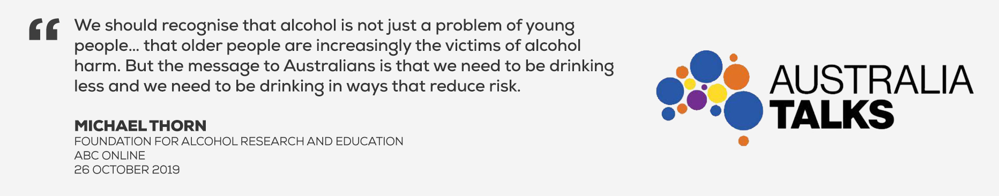 “ We should recognise that alcohol is not just a problem of young
people... that older people are increasingly the victims of alcohol
harm. But the message to Australians is that we need to be drinking
less and we need to be drinking in ways that reduce risk.
MICHAEL THORN
FOUNDATION FOR ALCOHOL RESEARCH AND EDUCATION
ABC ONLINE
26 OCTOBER 2019
AUSTRALIA
TALKS